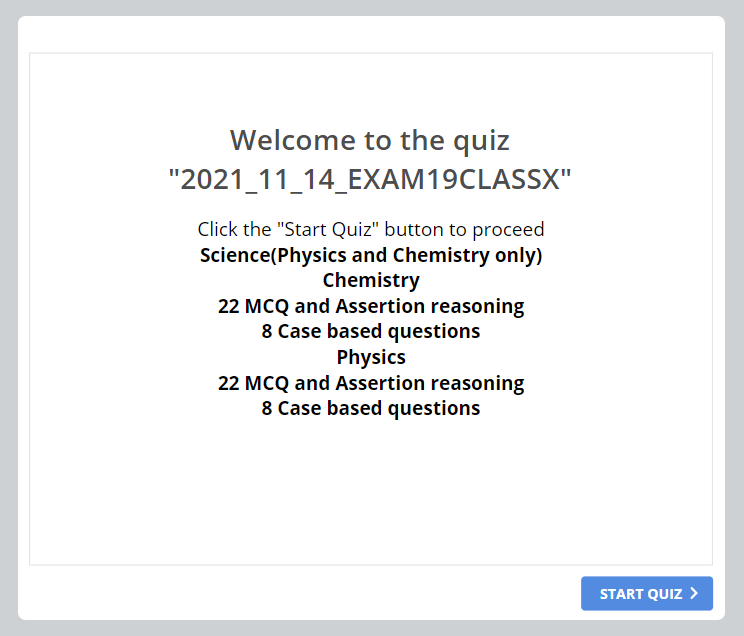 Welcome to the quiz
"2021_11_14_EXAM19CLASSX"
Click the "Start Quiz" button to proceed
Science(Physics and Chemistry only)
Chemistry
22 MCQ and Assertion reasoning
8 Case based questions
Physics
22 MCQ and Assertion reasoning
8 Case based questions
START QUIZ